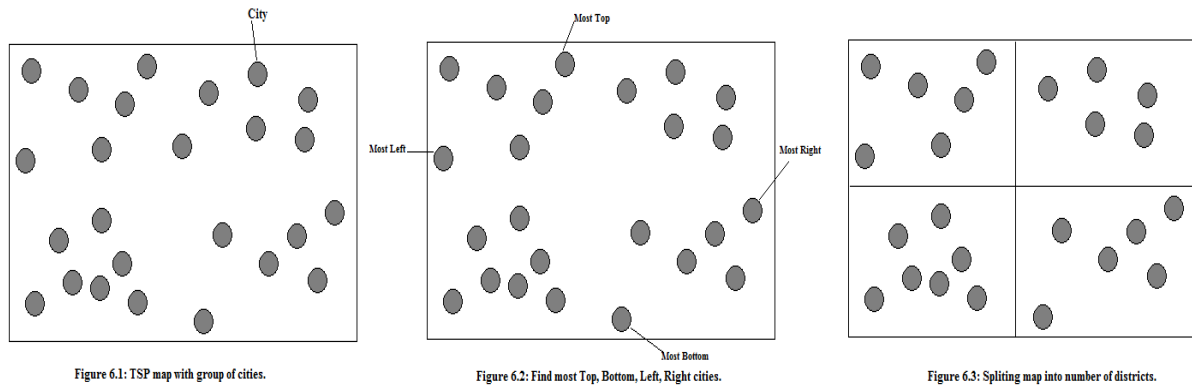 City
Most Top
Most Left
Most Right
Most Bottom
Figure 6.1: TSP map with group of cities.
Figure 6.2: Find most Top, Bottom, Left, Right cities.
Figure 6.3: Spliting map into number of districts.